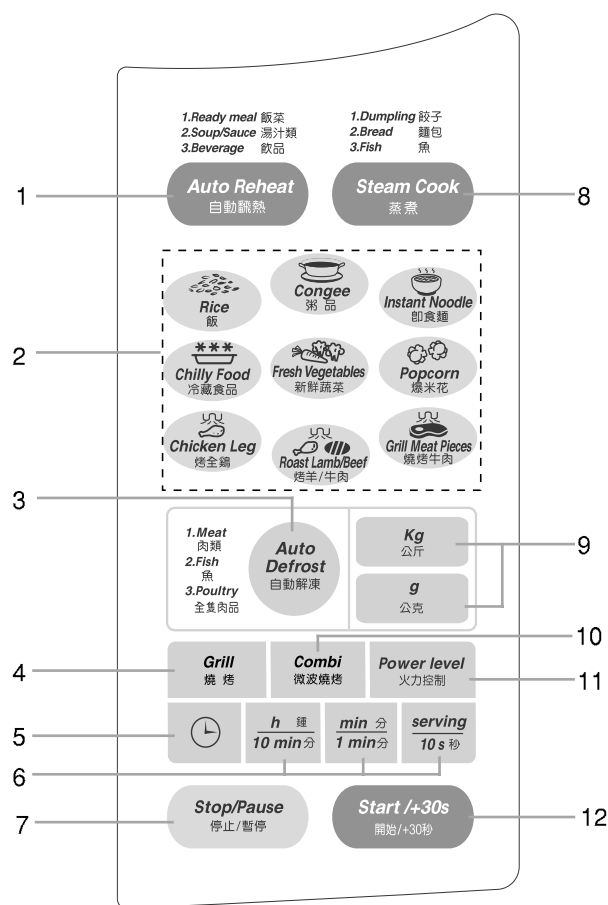 1.Ready meal 飯菜
2.Soup/Sauce 湯汁類
3.Beverage 飲品
1.Dumpling 餃子
2.Bread 麵包
3.Fish 魚
1
Auto Reheat
自動飜熱
Steam Cook
蒸煮
8
2
Rice
飯
Congee
粥品
Instant Noodle
即食麵
Chilly Food
冷藏食品
Fresh Vegetables
新鮮蔬菜
Popcorn
爆米花
Chicken Leg
烤全鷄
Roast Lamb/Beef
烤羊/牛肉
Grill Meat Pieces
燒烤牛肉
3
1.Meat
肉類
2.Fish
魚
3.Poultry
全隻肉品
Auto
Defrost
自動解凍
Kg
公斤
g
公克
9
10
4
Grill
燒 烤
Combi
微波燒烤
Power level
火力控制
11
5
h 鍾
10 min 分
min 分
1 min 分
serving
10 s 秒
6
7
Stop/Pause
停止/暫停
Start /+30s
開始/+30秒
12